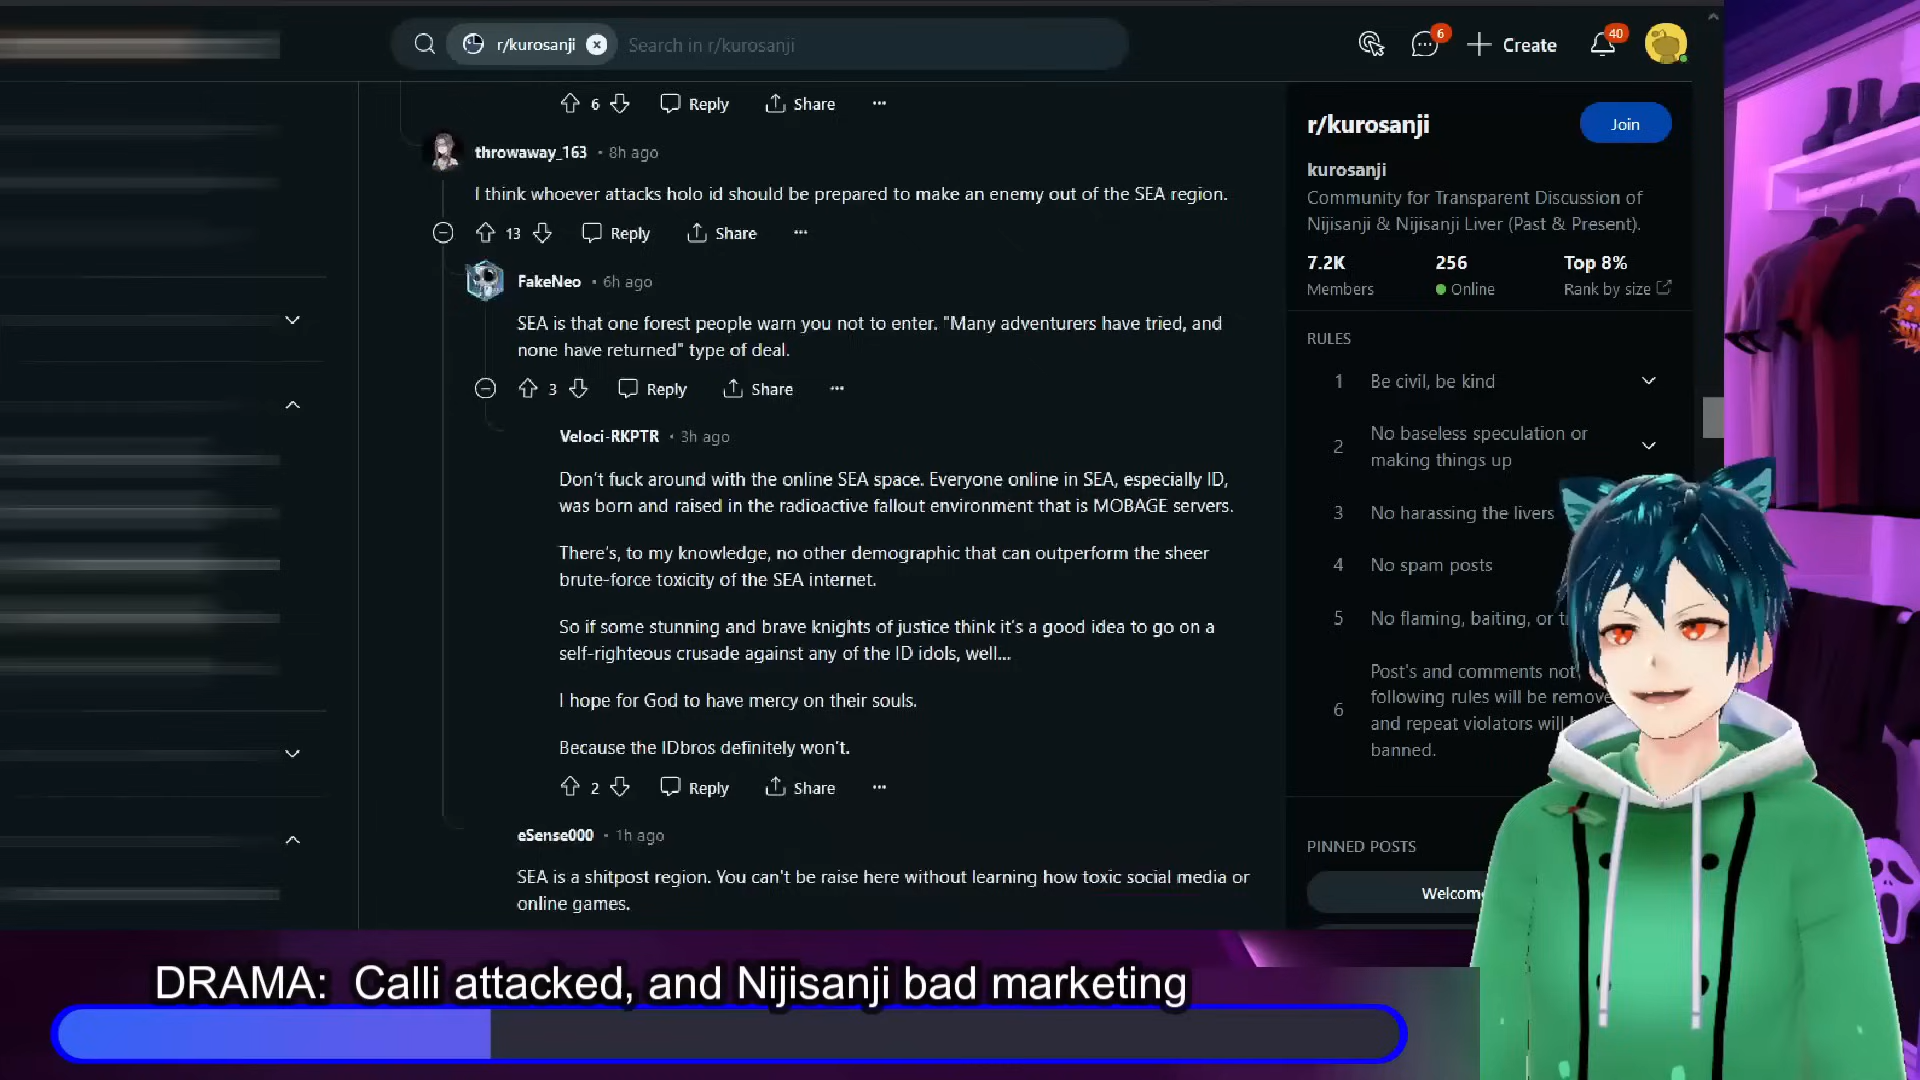 r/kurosanji
Search in r/kurosanji
6
Create
40
6
Reply
Share
throwaway_163 • 8h ago
I think whoever attacks holo id should be prepared to make an enemy out of the SEA region.
13
Reply
Share
FakeNeo • 6h ago
SEA is that one forest people warn you not to enter. "Many adventurers have tried, and
none have returned" type of deal.
3
Reply
Share
Veloci-RKPTR • 3h ago
Don't fuck around with the online SEA space. Everyone online in SEA, especially ID,
was born and raised in the radioactive fallout environment that is MOBAGE servers.
There's, to my knowledge, no other demographic that can outperform the sheer
brute-force toxicity of the SEA internet.
So if some stunning and brave knights of justice think it's a good idea to go on a
self-righteous crusade against any of the ID idols, well...
I hope for God to have mercy on their souls.
Because the IDbros definitely won't.
2
Reply
Share
eSense000 • 1h ago
SEA is a shitpost region. You can't be raise here without learning how toxic social media or
online games.
r/kurosanji
Join
kurosanji
Community for Transparent Discussion of
Nijisanji & Nijisanji Liver (Past & Present).
7.2K
256
Top 8%
Members
Online
Rank by size
RULES
1 Be civil, be kind
2 No baseless speculation or
making things up
3 No harassing the livers
4 No spam posts
5 No flaming, baiting, or
6 Post's and comments not
following rules will be remove
and repeat violators will
banned.
PINNED POSTS
Welcom
DRAMA: Calli attacked, and Nijisanji bad marketing